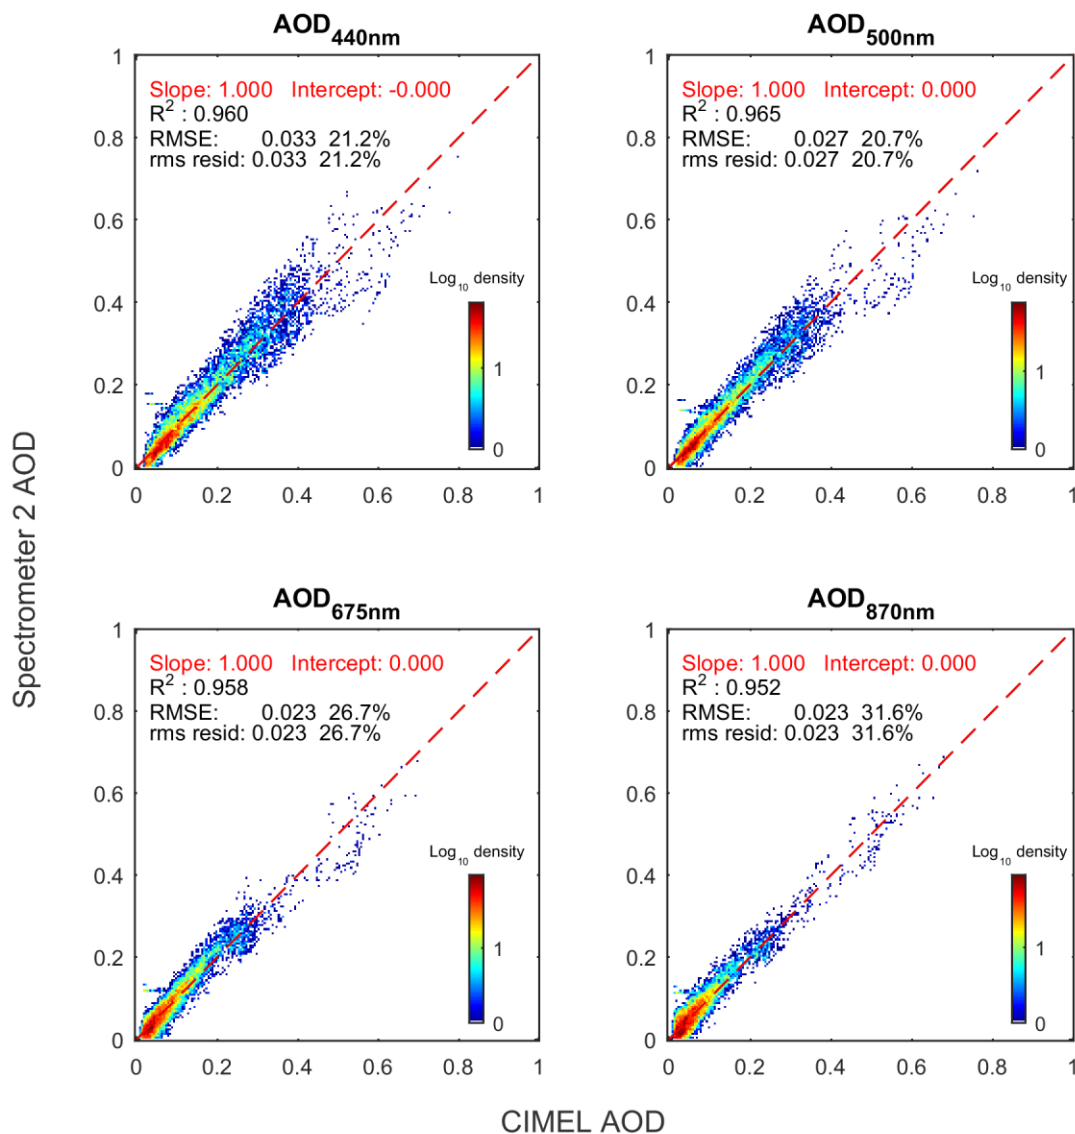 AOD440nm
1
Slope: 1.000 Intercept: -0.000
R2 : 0.960
0.8
RMSE: 0.033 21.2%
rms resid: 0.033 21.2%
0.6
Log10 density
0.4
1
0.2
0
0
0 0.2 0.4 0.6 0.8 1
AOD500nm
1
Slope: 1.000 Intercept: 0.000
R2 : 0.965
0.8
RMSE: 0.027 20.7%
rms resid: 0.027 20.7%
0.6
Log10 density
0.4
1
0.2
0
0
0 0.2 0.4 0.6 0.8 1
Spectrometer 2 AOD
AOD675nm
1
Slope: 1.000 Intercept: 0.000
R2 : 0.958
0.8
RMSE: 0.023 26.7%
rms resid: 0.023 26.7%
0.6
Log10 density
0.4
1
0.2
0
0
0 0.2 0.4 0.6 0.8 1
AOD870nm
1
Slope: 1.000 Intercept: 0.000
R2 : 0.952
0.8
RMSE: 0.023 31.6%
rms resid: 0.023 31.6%
0.6
Log10 density
0.4
1
0.2
0
0
0 0.2 0.4 0.6 0.8 1
CIMEL AOD